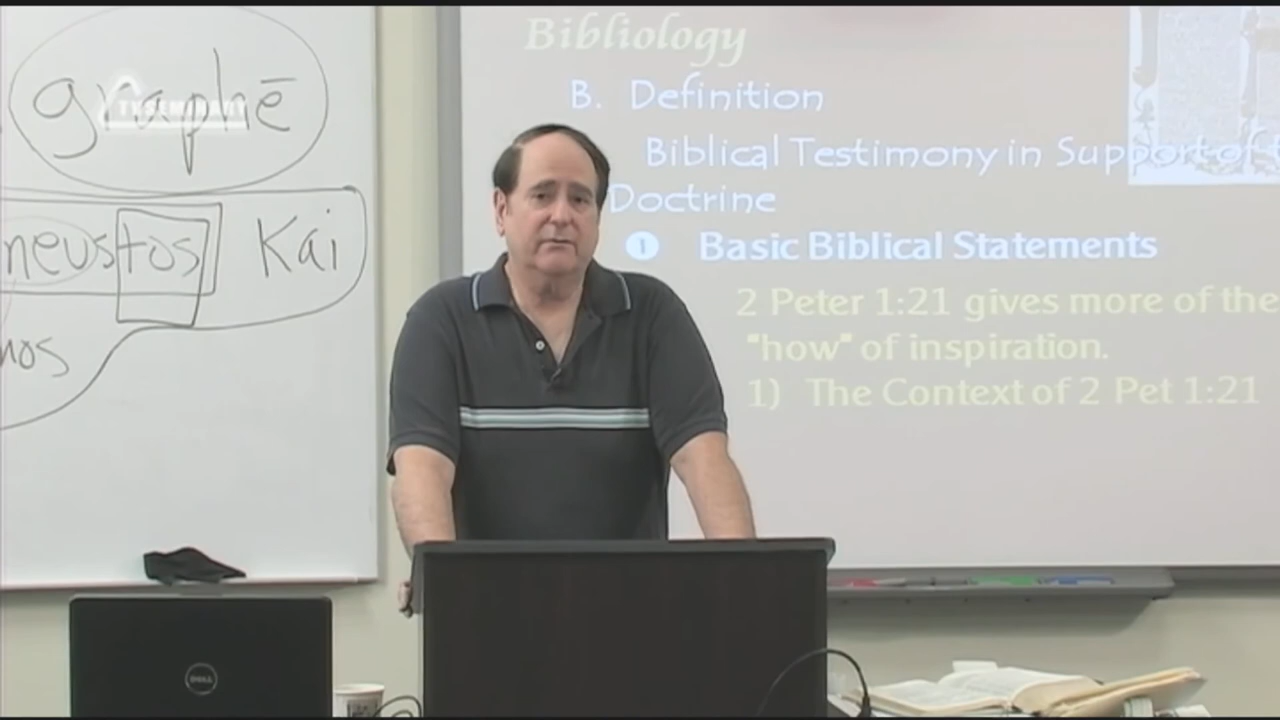 graphē
TVSEMINARY
neustos Kai
nos
Bibliology
B. Definition
Biblical Testimony in Support of
Doctrine
1 Basic Biblical Statements
2 Peter 1:21 gives more of the
"how" of inspiration.
1) The Context of 2 Pet 1:21
DELL